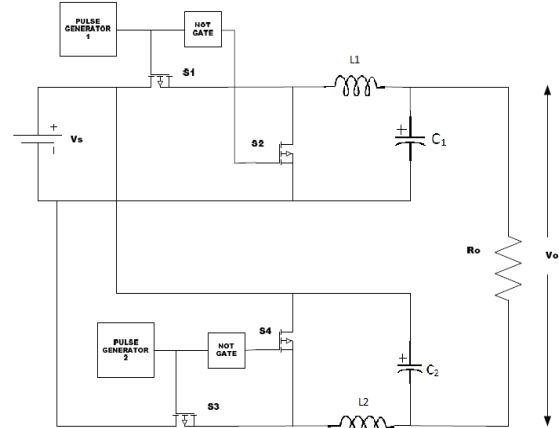 PULSE
GENERATOR
1
NOT
GATE
L1
S1
+
Vs
S2
+
C1
Ro
Vo
S4
PULSE
GENERATOR
2
NOT
GATE
+
C2
L2
S3